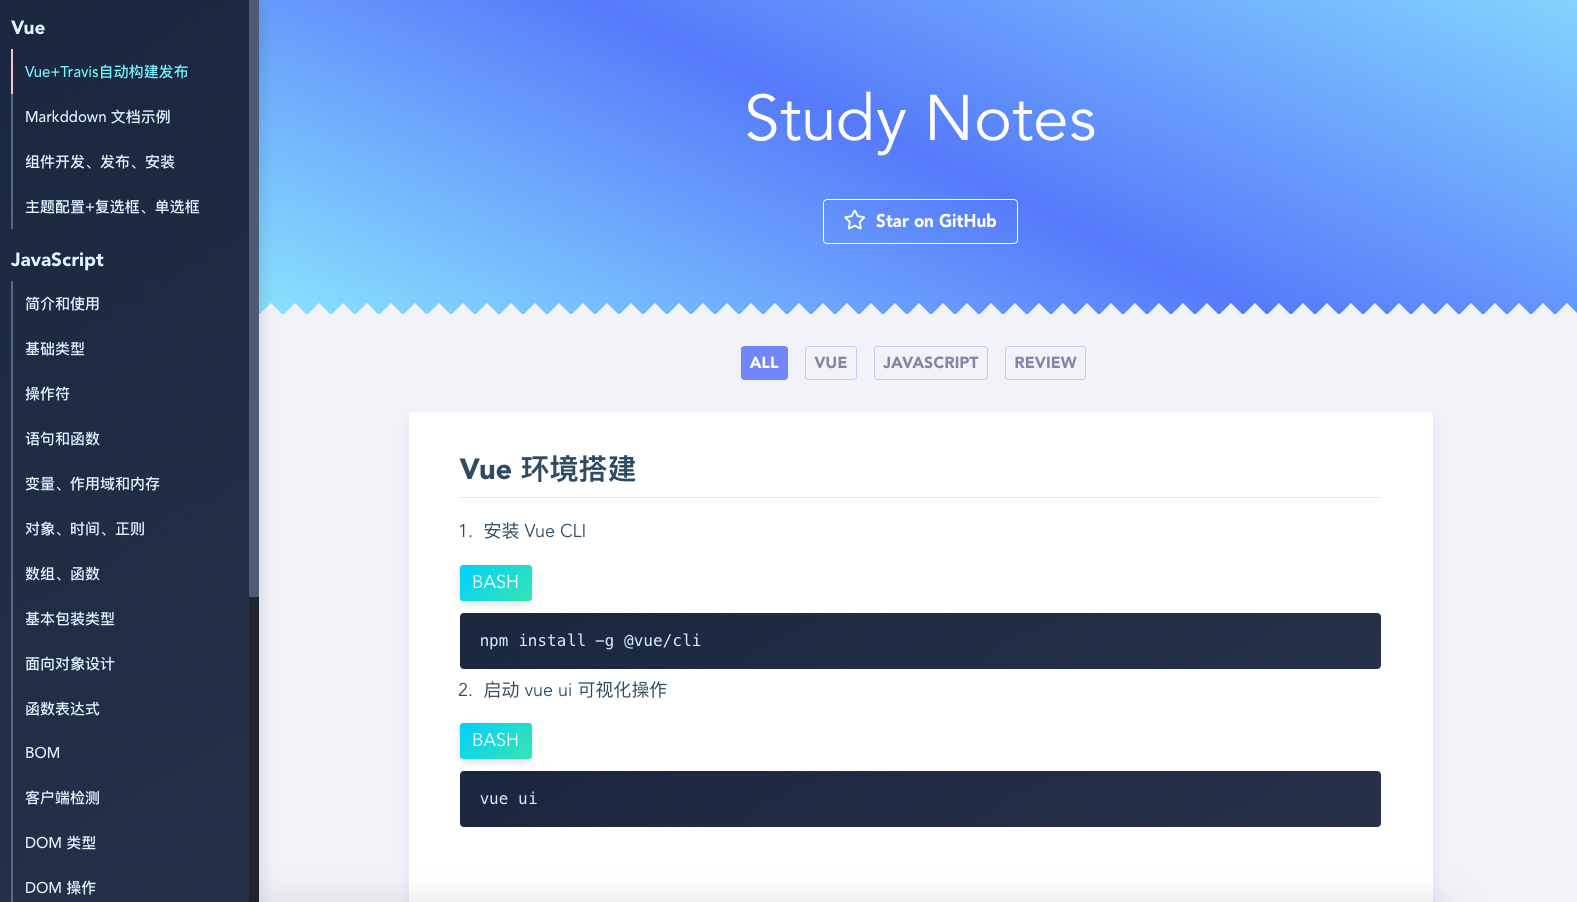 Vue
Vue+Travis自动构建发布
Markddown 文档示例
组件开发、发布、安装
主题配置+复选框、单选框
JavaScript
简介和使用
基础类型
操作符
语句和函数
变量、作用域和内存
对象、时间、正则
数组、函数
基本包装类型
面向对象设计
函数表达式
BOM
客户端检测
DOM 类型
DOM 操作
Study Notes
Star on GitHub
ALL VUE JAVASCRIPT REVIEW
Vue 环境搭建
1. 安装 Vue CLI
BASH
npm install -g @vue/cli
2. 启动 vue ui 可视化操作
BASH
vue ui